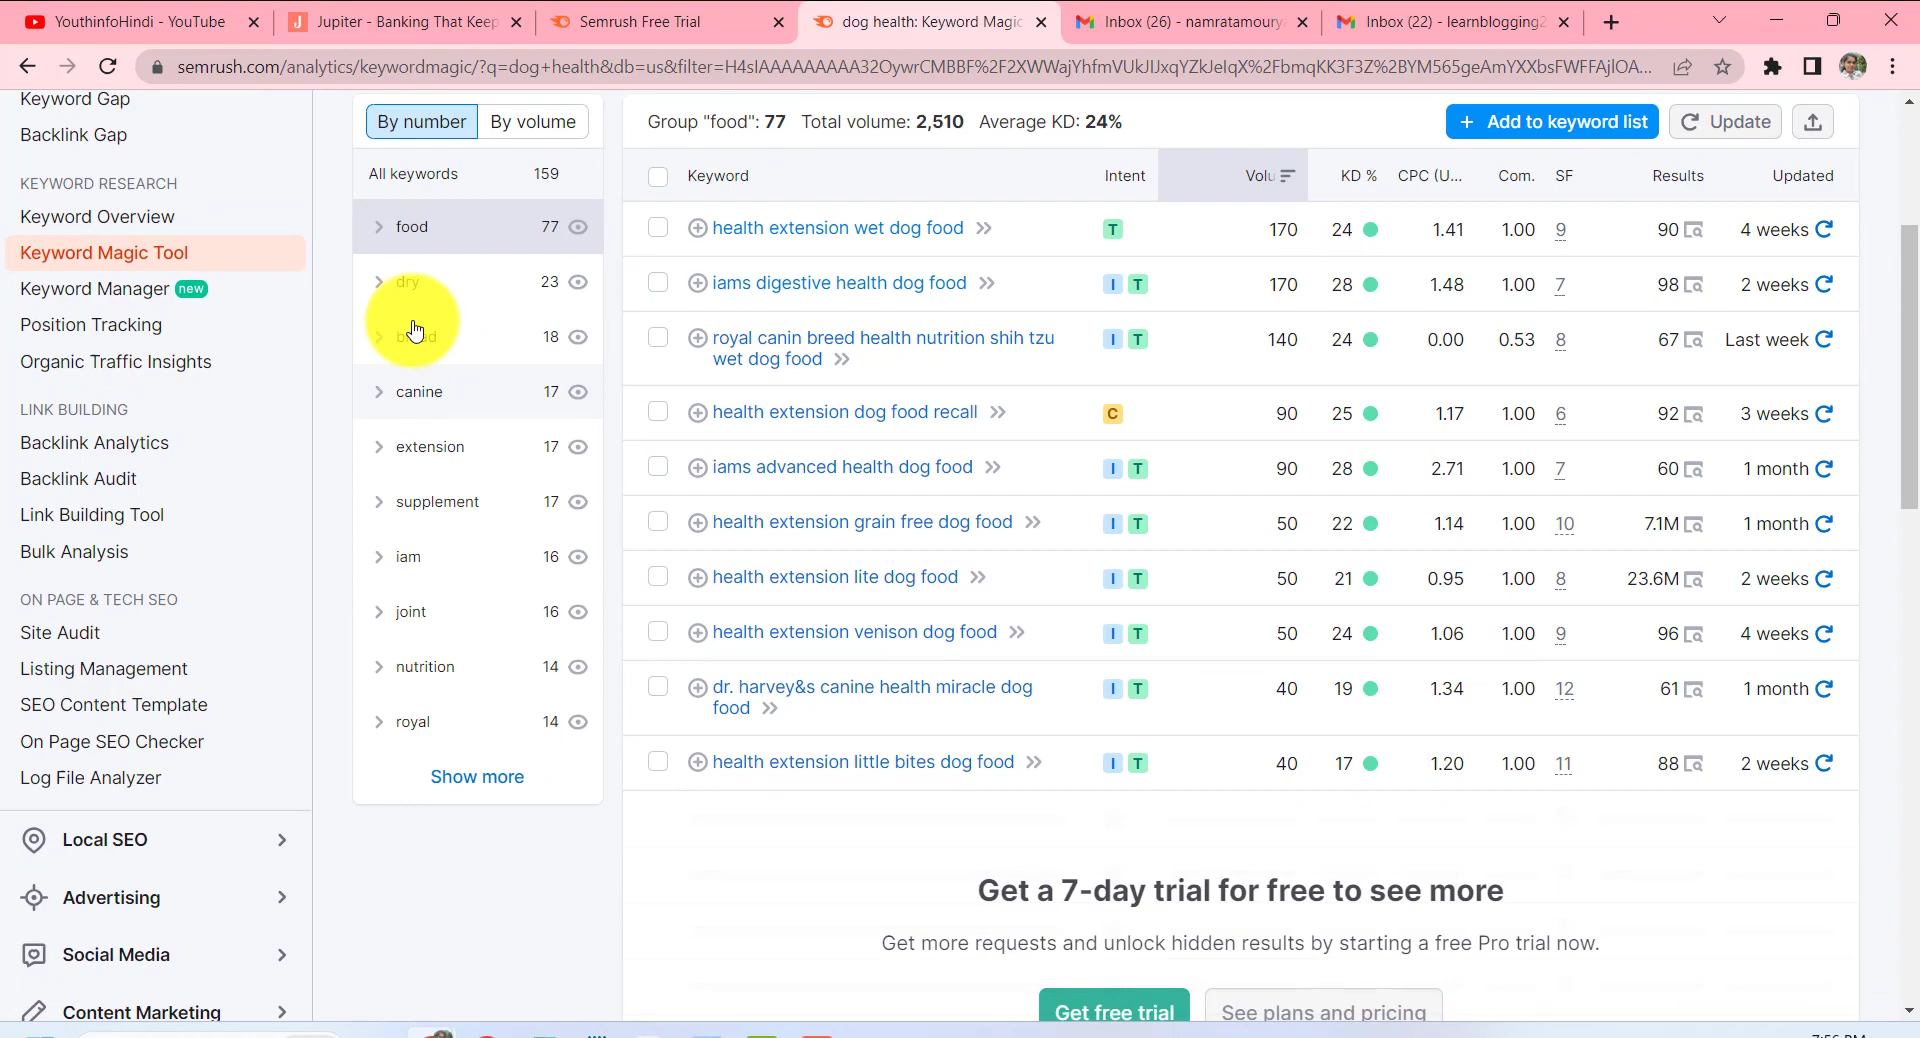 YouthinfoHindi - YouTube
Jupiter - Banking That Keep
Semrush Free Trial
dog health: Keyword Magic
Inbox (26) - namratamoury
Inbox (22) - learnblogging2
semrush.com/analytics/keywordmagic/?q=dog+health&db=us&filter=
Keyword Gap
Backlink Gap
KEYWORD RESEARCH
Keyword Overview
Keyword Magic Tool
Keyword Manager new
Position Tracking
Organic Traffic Insights
LINK BUILDING
Backlink Analytics
Backlink Audit
Link Building Tool
Bulk Analysis
ON PAGE & TECH SEO
Site Audit
Listing Management
SEO Content Template
On Page SEO Checker
Log File Analyzer
Local SEO
Advertising
Social Media
Content Marketing
By number By volume
All keywords 159
food 77
dry 23
18
canine 17
extension 17
supplement 17
iam 16
joint 16
nutrition 14
royal 14
Show more
Group "food": 77 Total volume: 2,510 Average KD: 24%
+ Add to keyword list Update
Keyword Intent Volu KD % CPC (U... Com. SF Results Updated
health extension wet dog food T 170 24 1.41 1.00 9 90 4 weeks
iams digestive health dog food I T 170 28 1.48 1.00 7 98 2 weeks
royal canin breed health nutrition shih tzu I T 140 24 0.00 0.53 8 67 Last week
wet dog food
health extension dog food recall C 90 25 1.17 1.00 6 92 3 weeks
iams advanced health dog food I T 90 28 2.71 1.00 7 60 1 month
health extension grain free dog food I T 50 22 1.14 1.00 10 7.1M 1 month
health extension lite dog food I T 50 21 0.95 1.00 8 23.6M 2 weeks
health extension venison dog food I T 50 24 1.06 1.00 9 96 4 weeks
dr. harvey&s canine health miracle dog I T 40 19 1.34 1.00 12 61 1 month
food
health extension little bites dog food I T 40 17 1.20 1.00 11 88 2 weeks
Get a 7-day trial for free to see more
Get more requests and unlock hidden results by starting a free Pro trial now.
Get free trial See plans and pricing